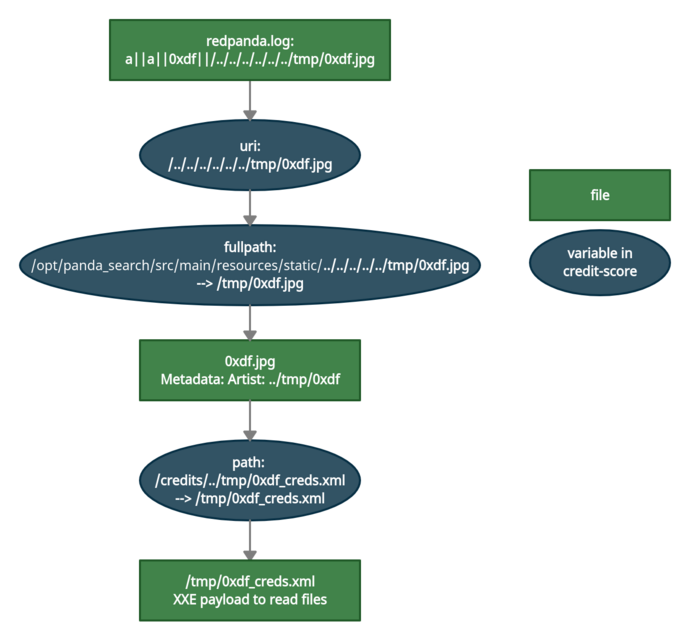 redpanda.log:
a||a||0xdf||/../../../../../../tmp/0xdf.jpg
uri:
/../../../../../../tmp/0xdf.jpg
fullpath:
/opt/panda_search/src/main/resources/static/../../../../../tmp/0xdf.jpg
--> /tmp/0xdf.jpg
0xdf.jpg
Metadata: Artist: ../tmp/0xdf
path:
/credits/../tmp/0xdf_creds.xml
--> /tmp/0xdf_creds.xml
/tmp/0xdf_creds.xml
XXE payload to read files
file
variable in
credit-score